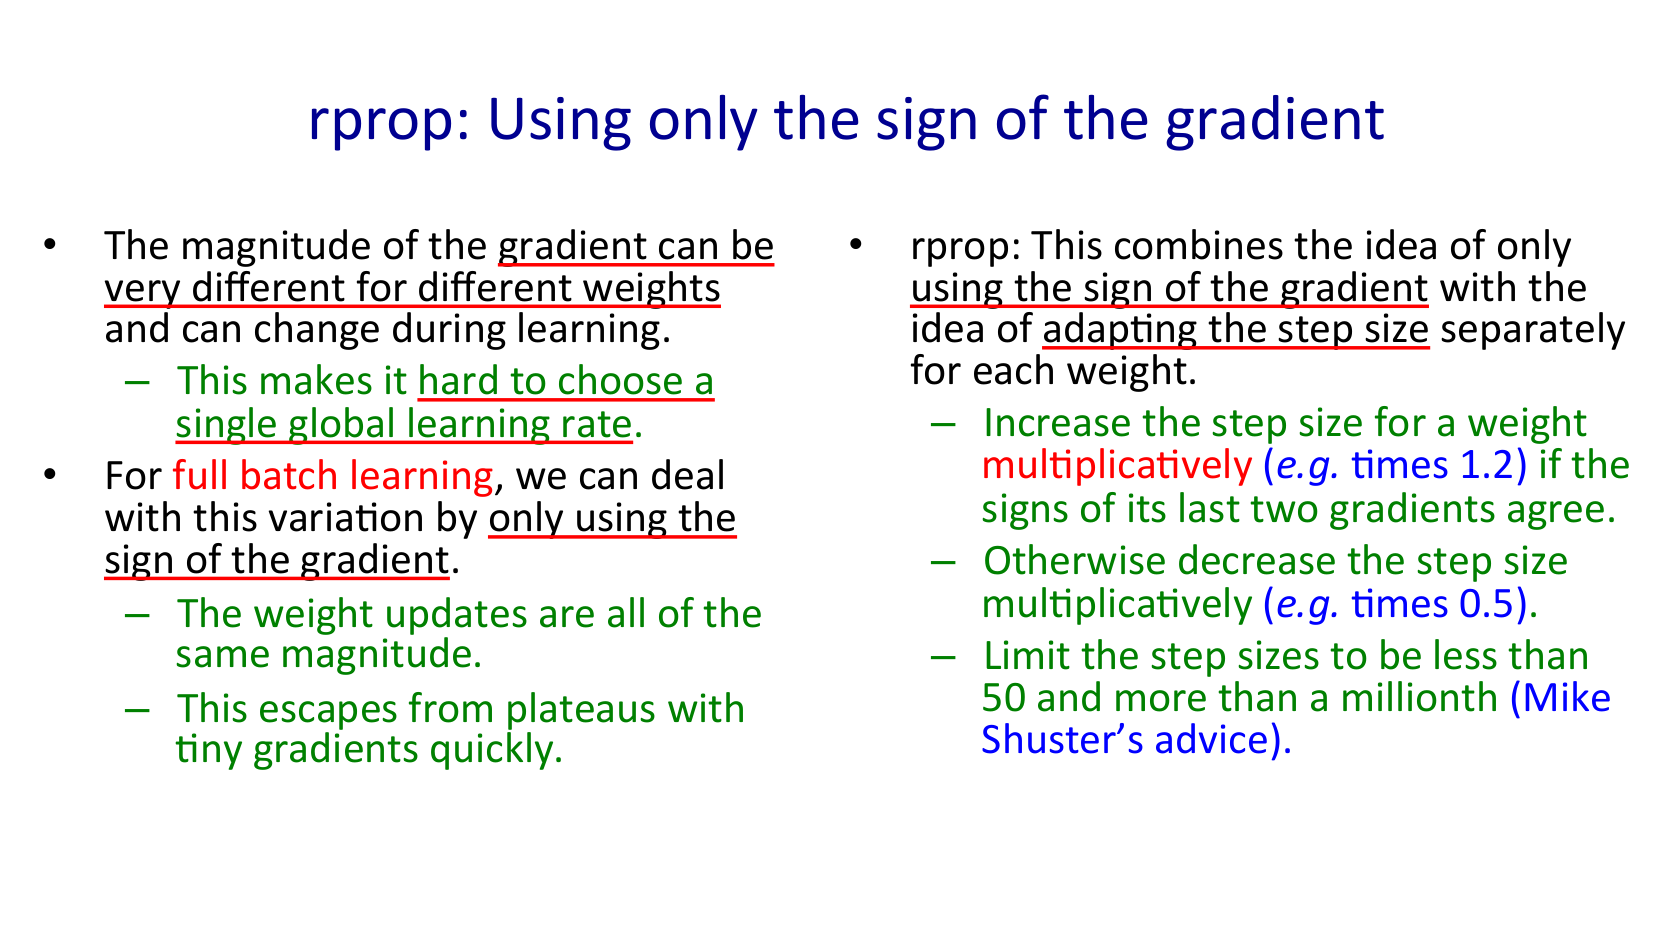 rprop: Using only the sign of the gradient
• The magnitude of the gradient can be
very different for different weights
and can change during learning.
– This makes it hard to choose a
single global learning rate.
• For full batch learning, we can deal
with this variation by only using the
sign of the gradient.
– The weight updates are all of the
same magnitude.
– This escapes from plateaus with
tiny gradients quickly.
• rprop: This combines the idea of only
using the sign of the gradient with the
idea of adapting the step size separately
for each weight.
– Increase the step size for a weight
multiplicatively (e.g. times 1.2) if the
signs of its last two gradients agree.
– Otherwise decrease the step size
multiplicatively (e.g. times 0.5).
– Limit the step sizes to be less than
50 and more than a millionth (Mike
Shuster’s advice).